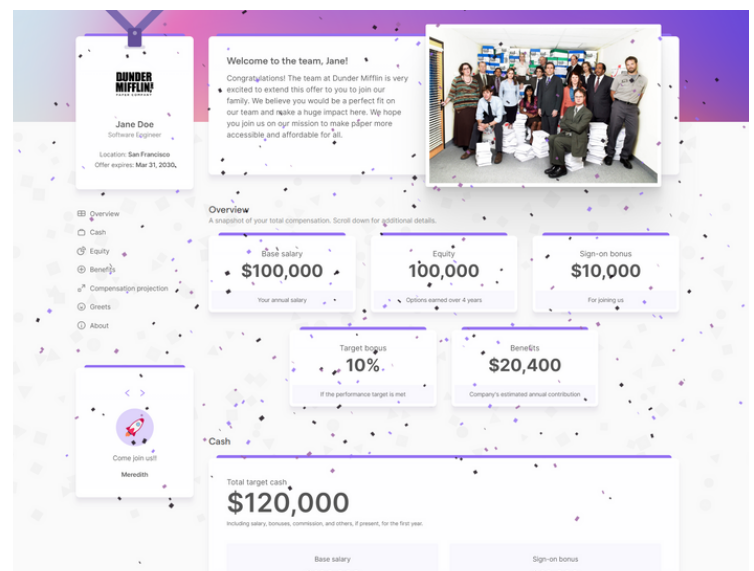 DUNDER
MIFFLIN
PAPER COMPANY
Jane Doe
Software Engineer
Location: San Francisco
Offer expires: Mar 31, 2030
Welcome to the team, Jane!
Congratulations! The team at Dunder Mifflin is very
excited to extend this offer to you to join our
family. We believe you would be a perfect fit on
our team and make a huge impact here. We hope
you join us on our mission to make paper more
accessible and affordable for all.
Overview
Cash
Equity
Benefits
Compensation projection
Greets
About
Come join us!!
Meredith
Overview
A snapshot of your total compensation. Scroll down for additional details.
Base salary
$100,000
Your annual salary
Equity
100,000
Options earned over 4 years
Sign-on bonus
$10,000
For joining us
Target bonus
10%
If the performance target is met
Benefits
$20,400
Company's estimated annual contribution
Cash
Total target cash
$120,000
Including salary, bonuses, commission, and others, if present, for the first year.
Base salary
Sign-on bonus